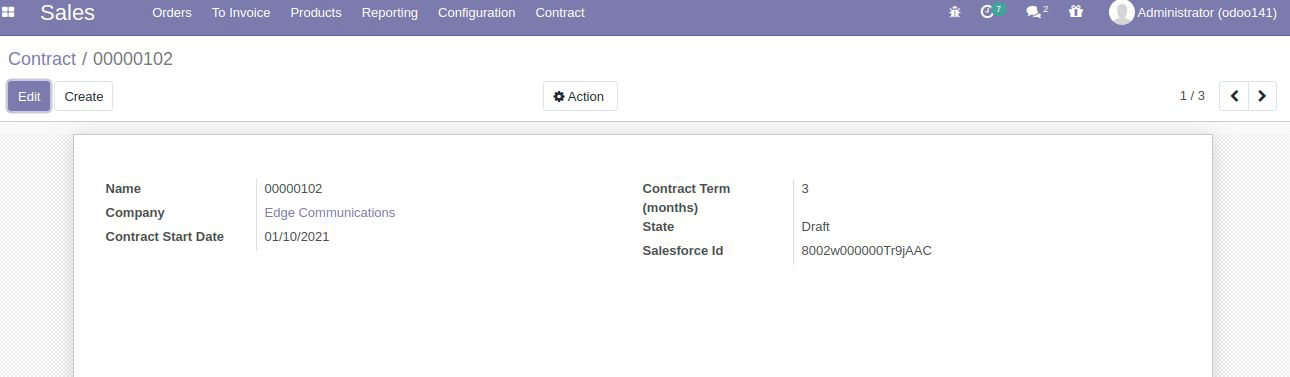 Sales Orders To Invoice Products Reporting Configuration Contract 7 2 Administrator (odoo141)
Contract / 00000102
Edit Create Action 1 / 3
Name 00000102
Company Edge Communications
Contract Start Date 01/10/2021
Contract Term (months) 3
State Draft
Salesforce Id 8002w000000Tr9jAAC